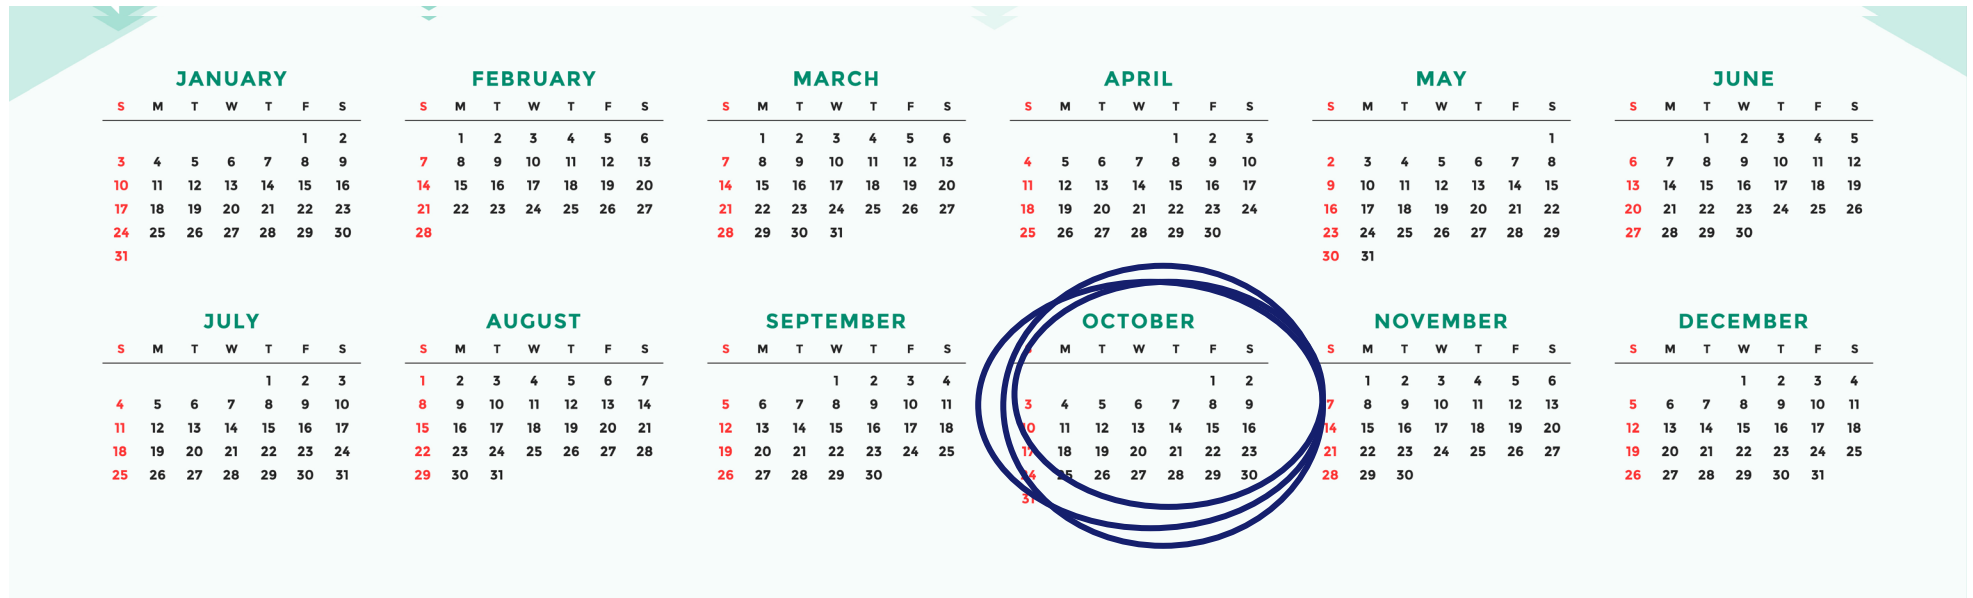 JANUARY
S M T W T F S
1 2
3 4 5 6 7 8 9
10 11 12 13 14 15 16
17 18 19 20 21 22 23
24 25 26 27 28 29 30
31
FEBRUARY
S M T W T F S
1 2 3 4 5 6
7 8 9 10 11 12 13
14 15 16 17 18 19 20
21 22 23 24 25 26 27
28
MARCH
S M T W T F S
1 2 3 4 5 6
7 8 9 10 11 12 13
14 15 16 17 18 19 20
21 22 23 24 25 26 27
28 29 30 31
APRIL
S M T W T F S
1 2 3
4 5 6 7 8 9 10
11 12 13 14 15 16 17
18 19 20 21 22 23 24
25 26 27 28 29 30
MAY
S M T W T F S
1
2 3 4 5 6 7 8
9 10 11 12 13 14 15
16 17 18 19 20 21 22
23 24 25 26 27 28 29
30 31
JUNE
S M T W T F S
1 2 3 4 5
6 7 8 9 10 11 12
13 14 15 16 17 18 19
20 21 22 23 24 25 26
27 28 29 30
JULY
S M T W T F S
1 2 3
4 5 6 7 8 9 10
11 12 13 14 15 16 17
18 19 20 21 22 23 24
25 26 27 28 29 30 31
AUGUST
S M T W T F S
1 2 3 4 5 6 7
8 9 10 11 12 13 14
15 16 17 18 19 20 21
22 23 24 25 26 27 28
29 30 31
SEPTEMBER
S M T W T F S
1 2 3 4
5 6 7 8 9 10 11
12 13 14 15 16 17 18
19 20 21 22 23 24 25
26 27 28 29 30
OCTOBER
S M T W T F S
1 2
3 4 5 6 7 8 9
10 11 12 13 14 15 16
17 18 19 20 21 22 23
24 25 26 27 28 29 30
31
NOVEMBER
S M T W T F S
1 2 3 4 5 6
7 8 9 10 11 12 13
14 15 16 17 18 19 20
21 22 23 24 25 26 27
28 29 30
DECEMBER
S M T W T F S
1 2 3 4
5 6 7 8 9 10 11
12 13 14 15 16 17 18
19 20 21 22 23 24 25
26 27 28 29 30 31